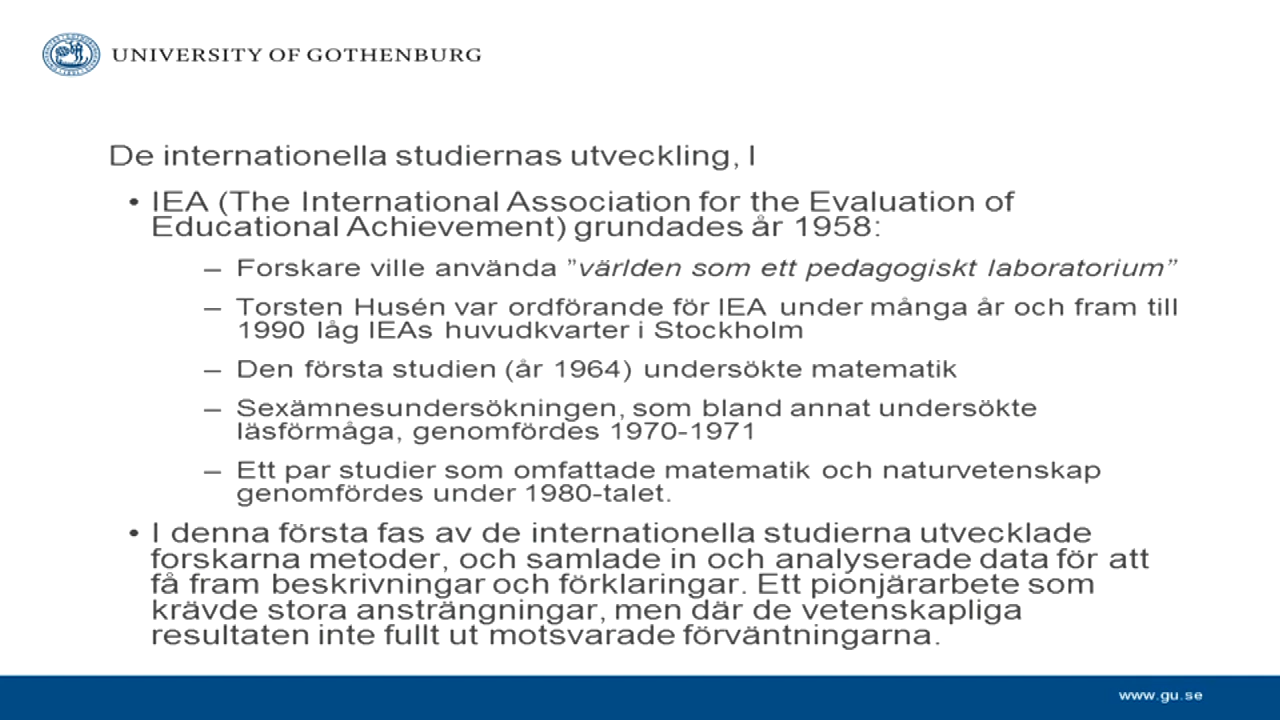 UNIVERSITY OF GOTHENBURG
De internationella studiernas utveckling, I
• IEA (The International Association for the Evaluation of
Educational Achievement) grundades år 1958:
– Forskare ville använda ”världen som ett pedagogiskt laboratorium”
– Torsten Husén var ordförande för IEA under många år och fram till
1990 låg IEAs huvudkvarter i Stockholm
– Den första studien (år 1964) undersökte matematik
– Sexämnesundersökningen, som bland annat undersökte
läsförmåga, genomfördes 1970-1971
– Ett par studier som omfattade matematik och naturvetenskap
genomfördes under 1980-talet.
• I denna första fas av de internationella studierna utvecklade
forskarna metoder, och samlade in och analyserade data för att
få fram beskrivningar och förklaringar. Ett pionjärarbete som
krävde stora ansträngningar, men där de vetenskapliga
resultaten inte fullt ut motsvarade förväntningarna.
www.gu.se